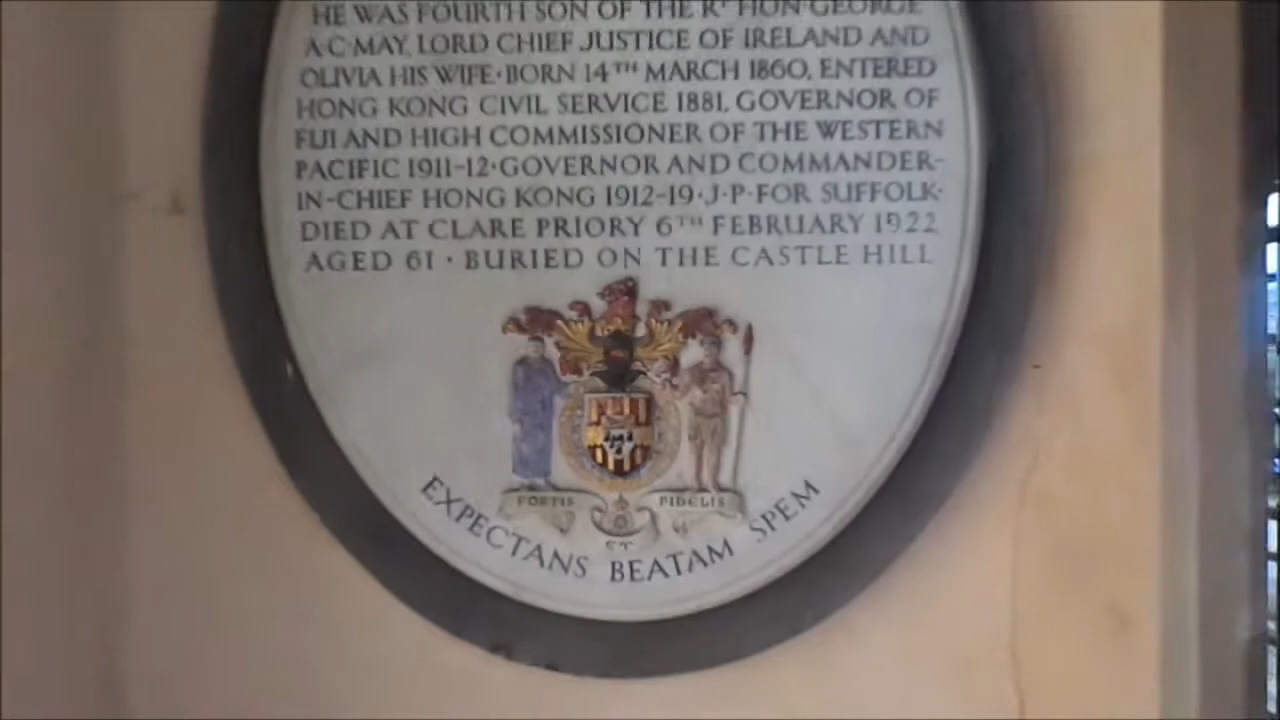 HE WAS FOURTH SON OF THE Rᵀ HON·GEORGE
A·C·MAY, LORD CHIEF JUSTICE OF IRELAND AND
OLIVIA HIS WIFE·BORN 14ᵀᴴ MARCH 1860, ENTERED
HONG KONG CIVIL SERVICE 1881, GOVERNOR OF
FIJI AND HIGH COMMISSIONER OF THE WESTERN
PACIFIC 1911-12·GOVERNOR AND COMMANDER-
IN-CHIEF HONG KONG 1912-19·J·P·FOR SUFFOLK·
DIED AT CLARE PRIORY 6ᵀᴴ FEBRUARY 1922
AGED 61 · BURIED ON THE CASTLE HILL
FORTIS ET FIDELIS
EXPECTANS BEATAM SPEM